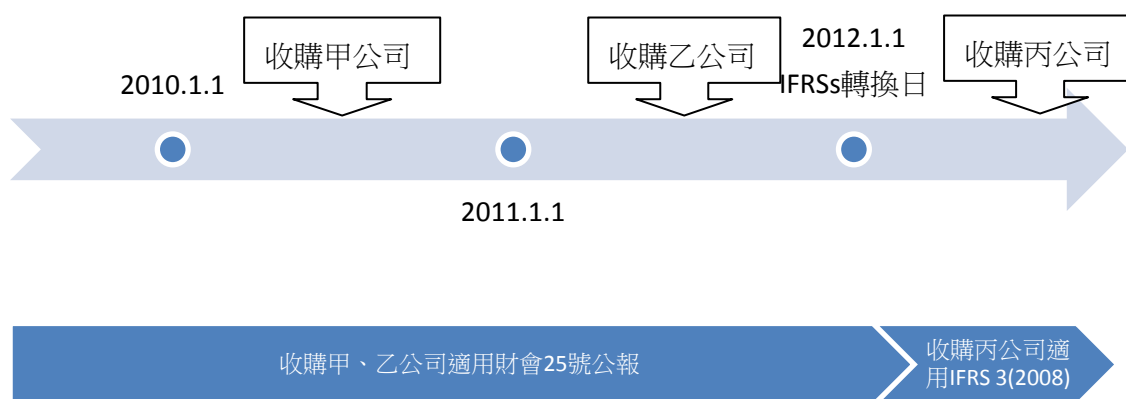 收購甲公司
收購乙公司
2012.1.1
IFRSs轉換日
收購丙公司
2010.1.1
2011.1.1
收購甲、乙公司適用財會25號公報
收購丙公司適
用IFRS 3(2008)